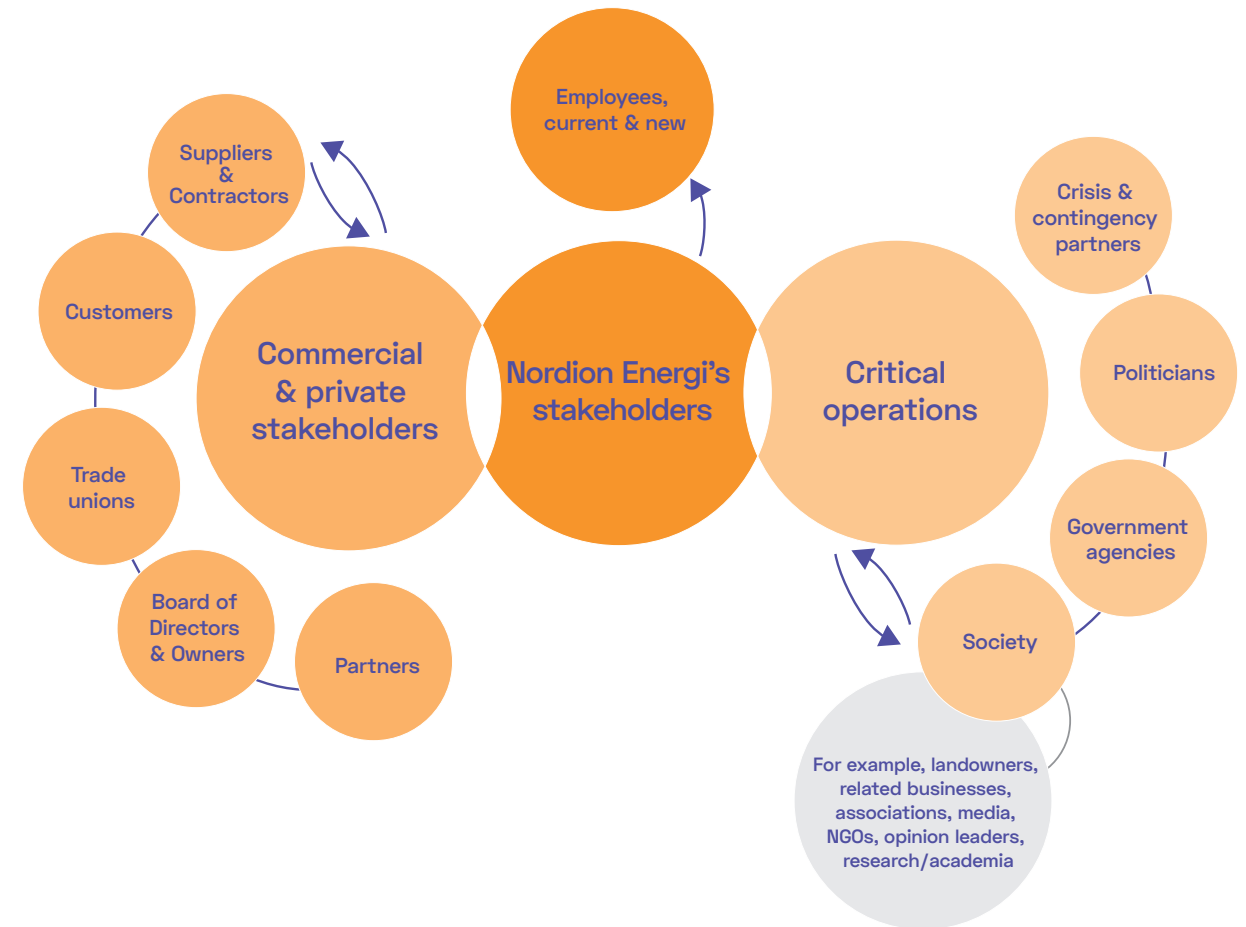 Employees,
current & new
Suppliers
&
Contractors
Customers
Trade
unions
Board of
Directors
& Owners
Partners
Commercial
& private
stakeholders
Nordion Energi's
stakeholders
Critical
operations
Crisis &
contingency
partners
Politicians
Government
agencies
Society
For example, landowners,
related businesses,
associations, media,
NGOs, opinion leaders,
research/academia